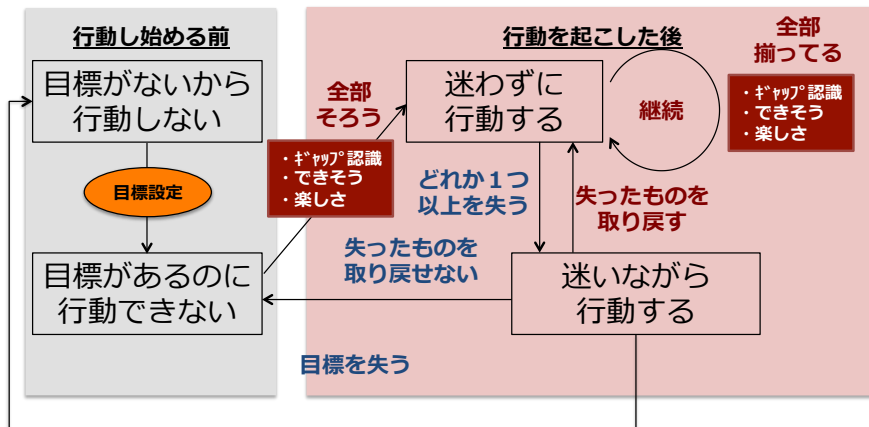 行動し始める前
目標がないから
行動しない
目標設定
目標があるのに
行動できない
行動を起こした後
全部
そろう
・ｷﾞｬｯﾌﾟ認識
・できそう
・楽しさ
迷わずに
行動する
継続
全部
揃ってる
・ｷﾞｬｯﾌﾟ認識
・できそう
・楽しさ
どれか１つ
以上を失う
失ったものを
取り戻す
失ったものを
取り戻せない
迷いながら
行動する
目標を失う